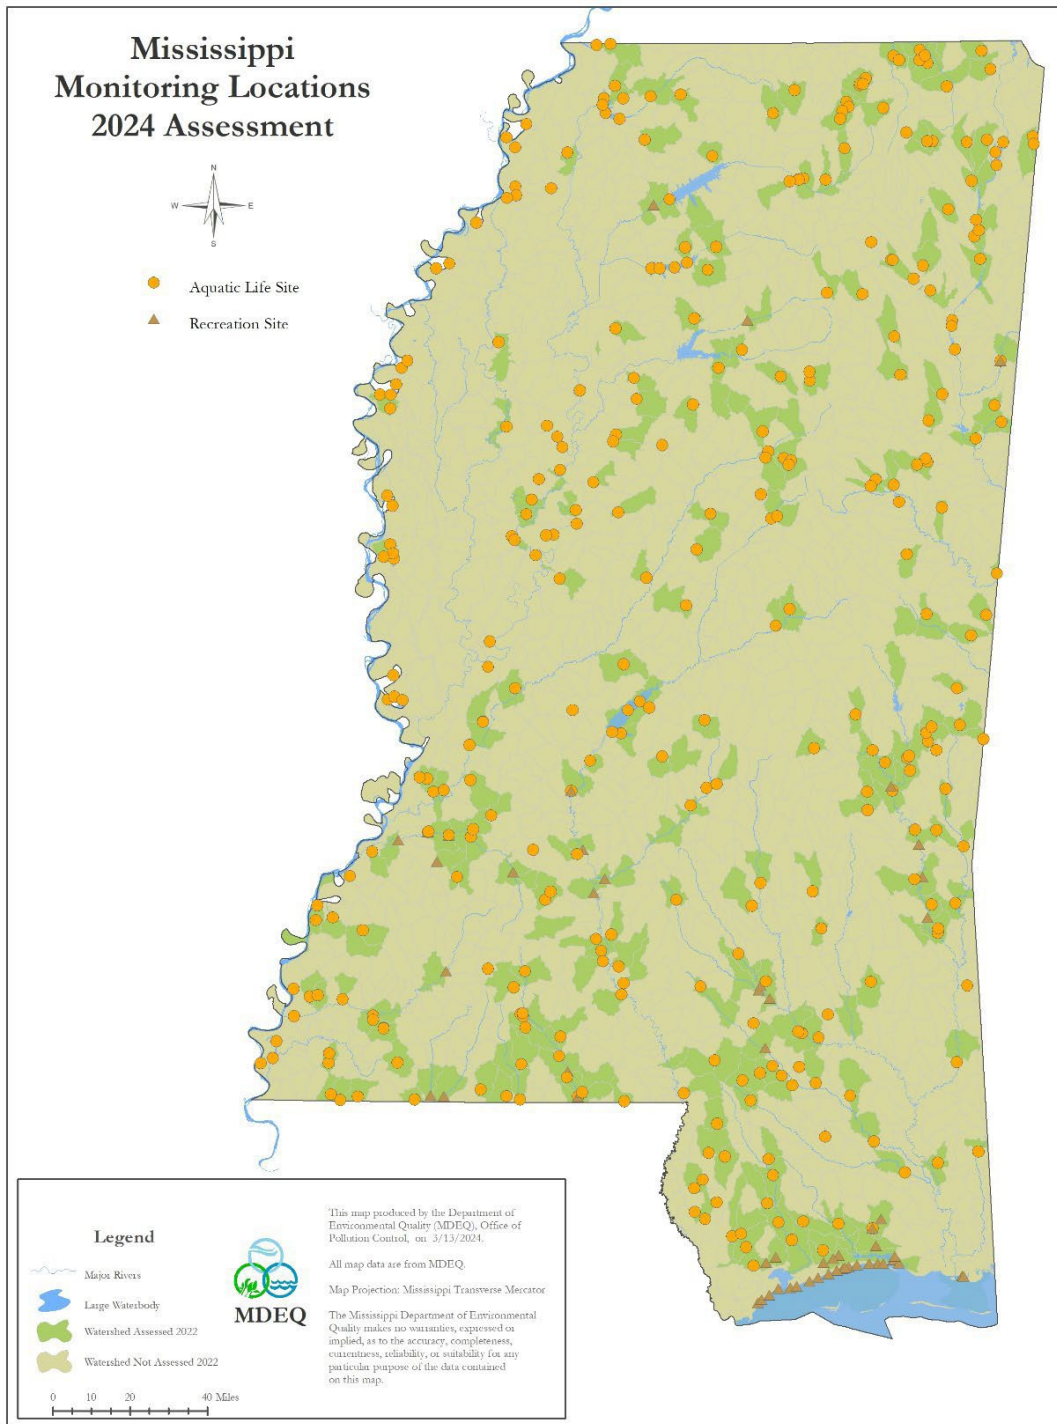 Mississippi
Monitoring Locations
2024 Assessment
N
W E
S
Aquatic Life Site
Recreation Site
Legend
Major Rivers
Large Waterbody
Watershed Assessed 2022
Watershed Not Assessed 2022
0 10 20 40 Miles
MDEQ
This map produced by the Department of
Environmental Quality (MDEQ), Office of
Pollution Control, on 3/13/2024.
All map data are from MDEQ.
Map Projection: Mississippi Transverse Mercator
The Mississippi Department of Environmental
Quality makes no warranties, expressed or
implied, as to the accuracy, completeness,
currentness, reliability, or suitability for any
particular purpose of the data contained
on this map.